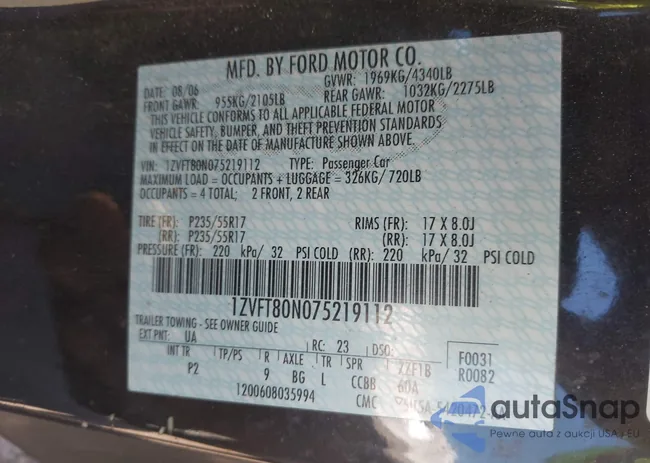 MFD. BY FORD MOTOR CO.
DATE: 08/06 GVWR: 1969KG/4340LB
FRONT GAWR: 955KG/2105LB REAR GAWR: 1032KG/2275LB
THIS VEHICLE CONFORMS TO ALL APPLICABLE FEDERAL MOTOR
VEHICLE SAFETY, BUMPER, AND THEFT PREVENTION STANDARDS
IN EFFECT ON THE DATE OF MANUFACTURE SHOWN ABOVE.
VIN: 1ZVFT80N075219112 TYPE: Passenger Car
MAXIMUM LOAD = OCCUPANTS + LUGGAGE = 326KG/ 720LB
OCCUPANTS = 4 TOTAL; 2 FRONT, 2 REAR
TIRE (FR): P235/55R17 RIMS (FR): 17 X 8.0J
(RR): P235/55R17 (RR): 17 X 8.0J
PRESSURE (FR): 220 kPa/ 32 PSI COLD (RR): 220 kPa/ 32 PSI COLD
1ZVFT80N075219112
TRAILER TOWING - SEE OWNER GUIDE
EXT PNT: UA RC: 23 DSO: F0031
INT TR TP/PS R AXLE TR SPR 7ZF1B R0082
P2 9 BG L CCBB 60A
1200608035994 CMC
autaSnap
Pewne auto z aukcji USA i EU